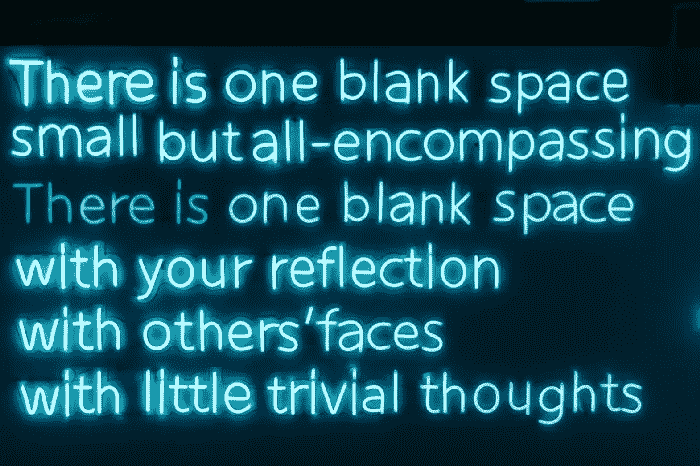 There is one blank space
small but all-encompassing
There is one blank space
with your reflection
with others' faces
with little trivial thoughts